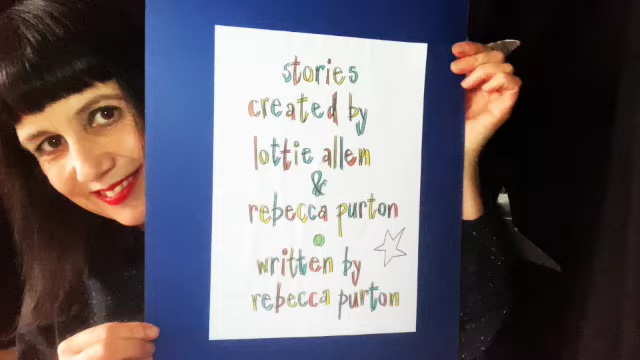 stories
created by
lottie allen
&
rebecca purton
written by
rebecca purton